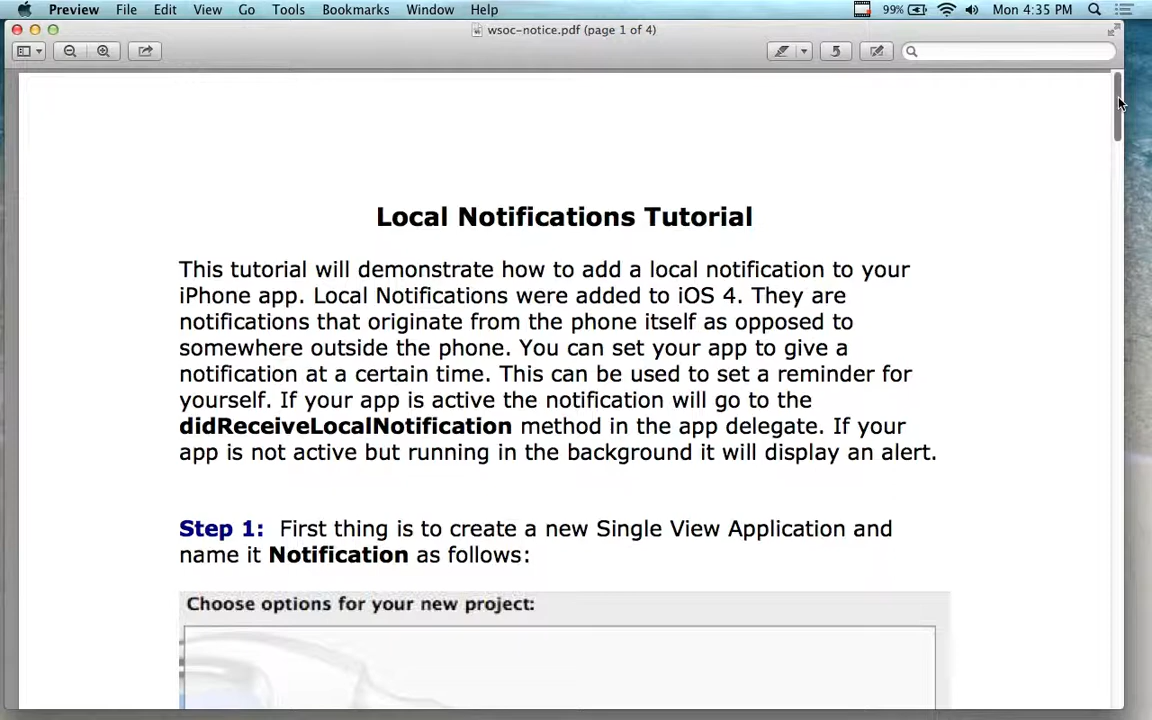 Preview File Edit View Go Tools Bookmarks Window Help 99% Mon 4:35 PM
wsoc-notice.pdf (page 1 of 4)
5
Local Notifications Tutorial
This tutorial will demonstrate how to add a local notification to your
iPhone app. Local Notifications were added to iOS 4. They are
notifications that originate from the phone itself as opposed to
somewhere outside the phone. You can set your app to give a
notification at a certain time. This can be used to set a reminder for
yourself. If your app is active the notification will go to the
didReceiveLocalNotification method in the app delegate. If your
app is not active but running in the background it will display an alert.
Step 1: First thing is to create a new Single View Application and
name it Notification as follows:
Choose options for your new project: